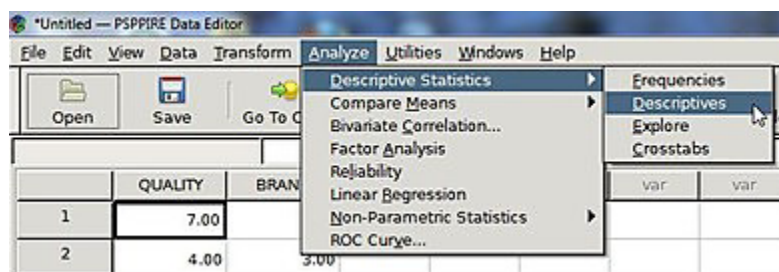 *Untitled — PSPPIRE Data Editor
File Edit View Data Transform Analyze Utilities Windows Help
Open Save Go To
Descriptive Statistics
Compare Means
Bivariate Correlation...
Factor Analysis
Reliability
Linear Regression
Non-Parametric Statistics
ROC Curve...
Frequencies
Descriptives
Explore
Crosstabs
QUALITY BRAN var var
1 7.00
2 4.00 3.00